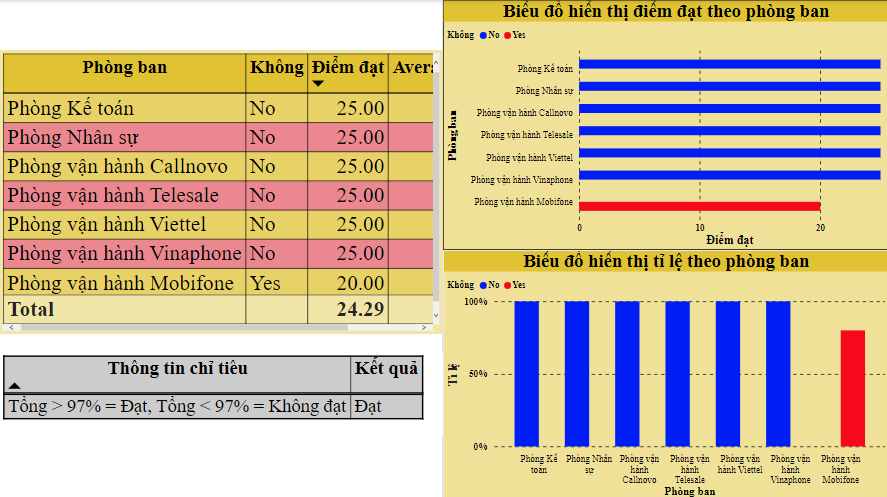 Phòng ban Không Điểm đạt Avera
Phòng Kế toán No 25.00
Phòng Nhân sự No 25.00
Phòng vận hành Callnovo No 25.00
Phòng vận hành Telesale No 25.00
Phòng vận hành Viettel No 25.00
Phòng vận hành Vinaphone No 25.00
Phòng vận hành Mobifone Yes 20.00
Total 24.29
Thông tin chỉ tiêu Kết quả
Tổng > 97% = Đạt, Tổng < 97% = Không đạt Đạt
Biểu đồ hiển thị điểm đạt theo phòng ban
Không No Yes
Phòng ban
Phòng Kế toán
Phòng Nhân sự
Phòng vận hành Callnovo
Phòng vận hành Telesale
Phòng vận hành Viettel
Phòng vận hành Vinaphone
Phòng vận hành Mobifone
0 10 20
Điểm đạt
Biểu đồ hiển thị tỉ lệ theo phòng ban
Không No Yes
Tỉ lệ
100%
50%
0%
Phòng Kế
toán
Phòng Nhân
sự
Phòng vận
hành
Callnovo
Phòng vận
hành
Telesale
Phòng vận
hành Viettel
Phòng vận
hành
Vinaphone
Phòng vận
hành
Mobifone
Phòng ban